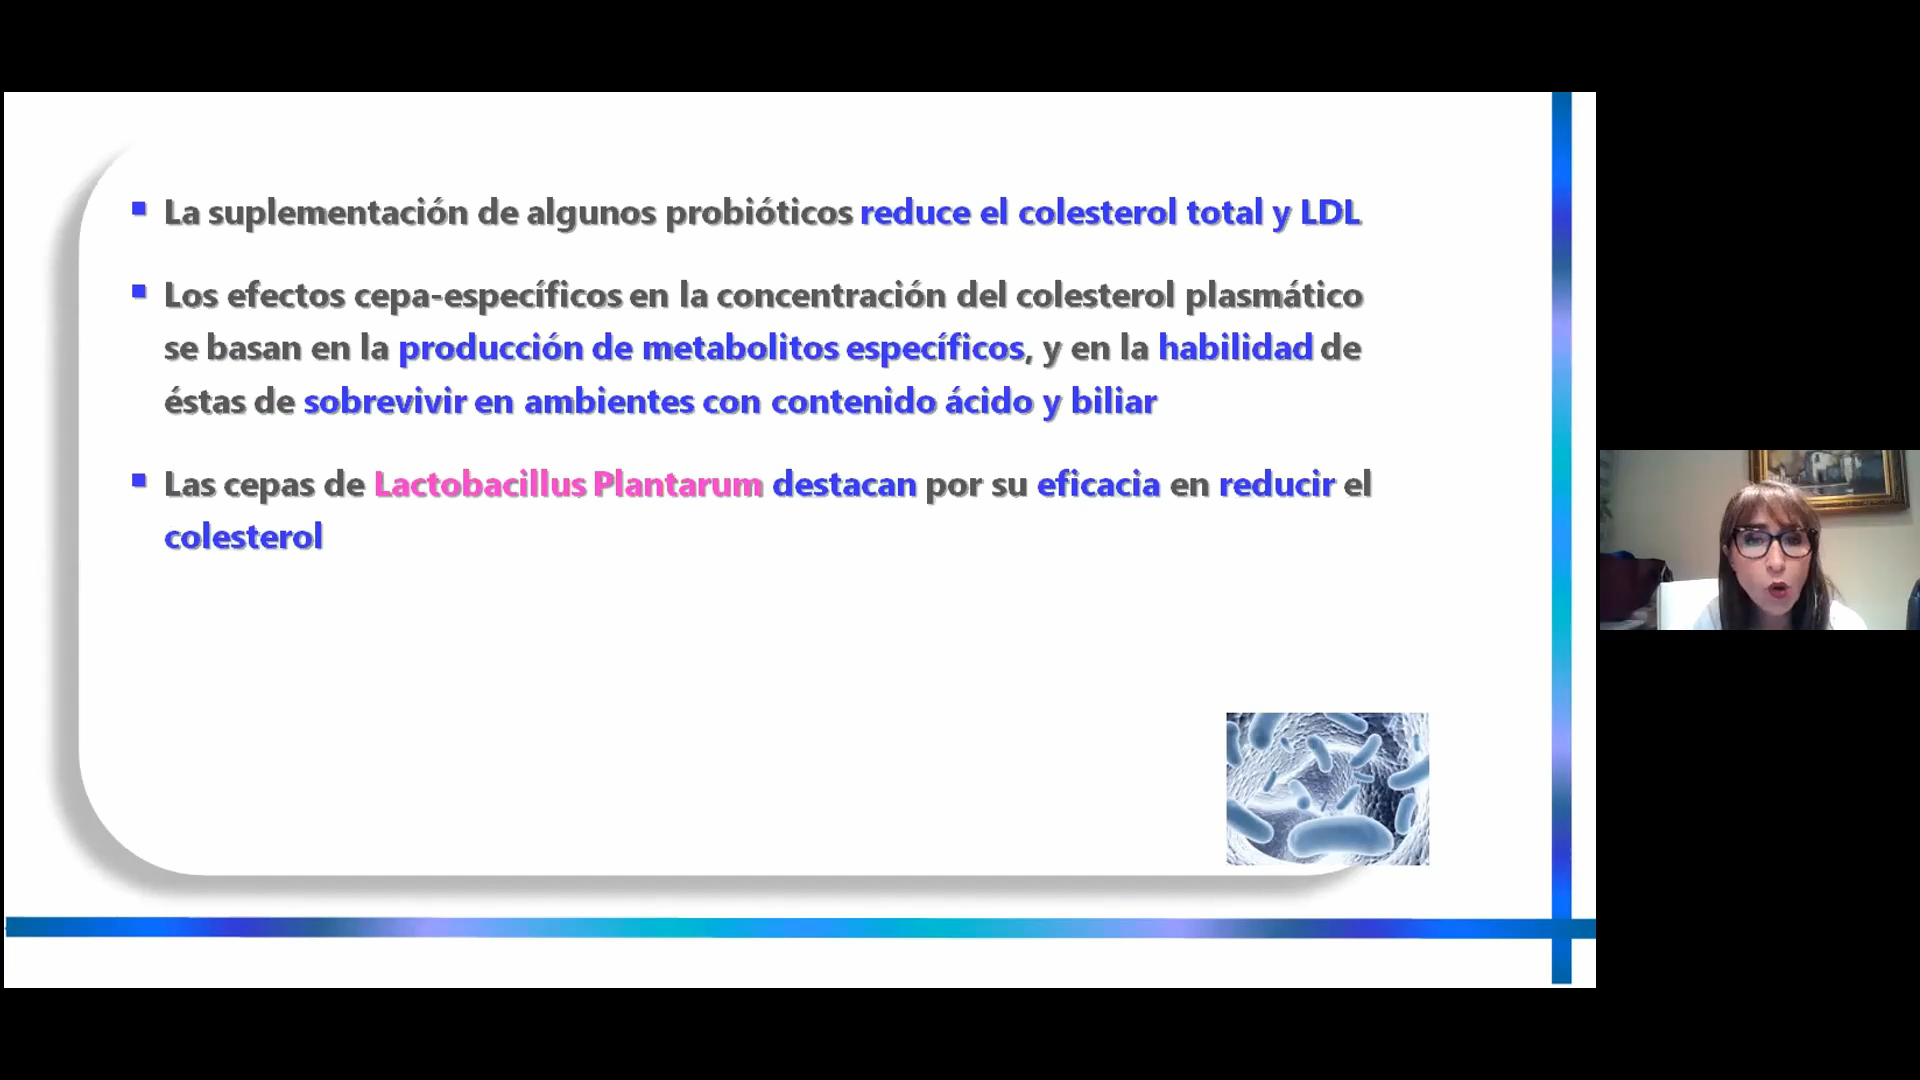 La suplementación de algunos probióticos reduce el colesterol total y LDL
Los efectos cepa-específicos en la concentración del colesterol plasmático
se basan en la producción de metabolitos específicos, y en la habilidad de
éstas de sobrevivir en ambientes con contenido ácido y biliar
Las cepas de Lactobacillus Plantarum destacan por su eficacia en reducir el
colesterol